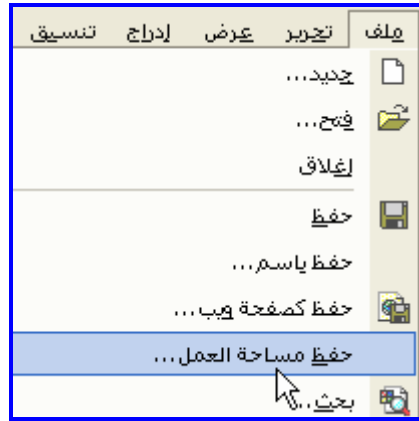 ملف تحرير عرض إدراج تنسيق
جديد...
فتح...
إغلاق
حفظ
حفظ باسم...
حفظ كصفحة ويب...
حفظ مساحة العمل...
بحث...